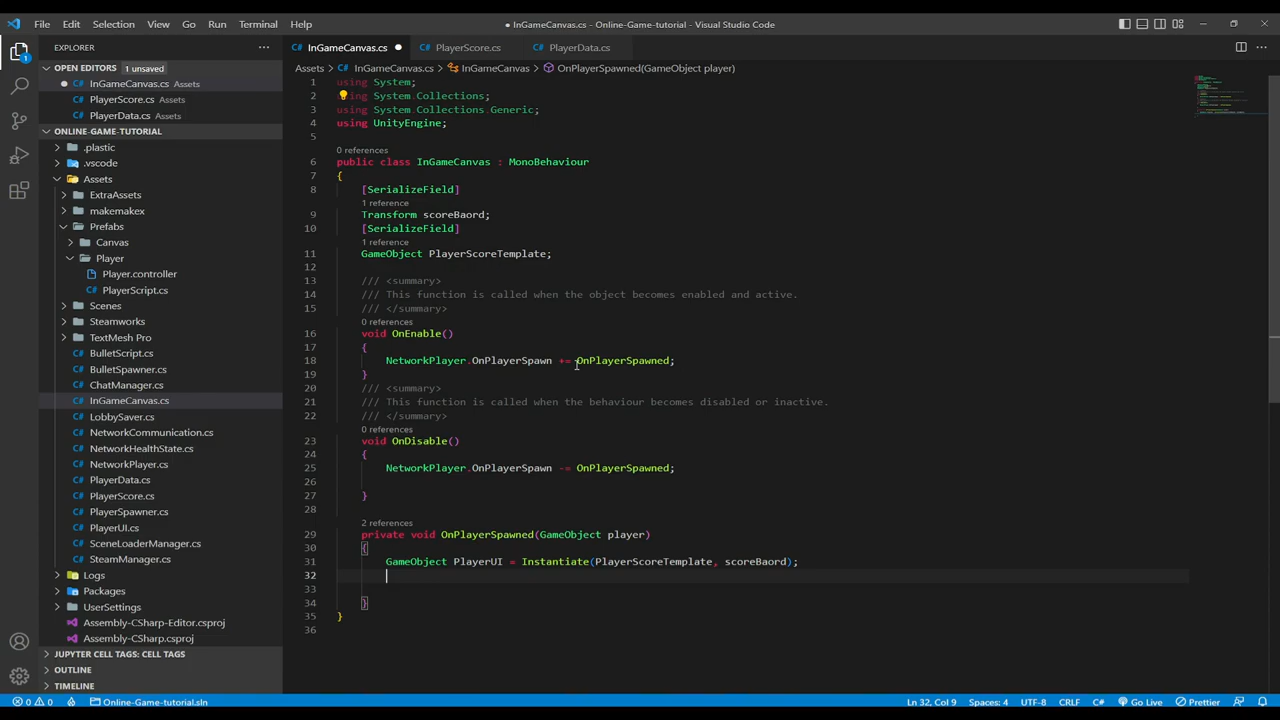 File Edit Selection View Go Run Terminal Help
● InGameCanvas.cs - Online-Game-tutorial - Visual Studio Code
EXPLORER
OPEN EDITORS 1 unsaved
InGameCanvas.cs Assets
PlayerScore.cs Assets
PlayerData.cs Assets
ONLINE-GAME-TUTORIAL
.plastic
.vscode
Assets
ExtraAssets
makemakex
Prefabs
Canvas
Player
Player.controller
PlayerScript.cs
Scenes
Steamworks
TextMesh Pro
BulletScript.cs
BulletSpawner.cs
ChatManager.cs
InGameCanvas.cs
LobbySaver.cs
NetworkCommunication.cs
NetworkHealthState.cs
NetworkPlayer.cs
PlayerData.cs
PlayerScore.cs
PlayerSpawner.cs
PlayerUI.cs
SceneLoaderManager.cs
SteamManager.cs
Logs
Packages
UserSettings
Assembly-CSharp-Editor.csproj
Assembly-CSharp.csproj
JUPYTER CELL TAGS: CELL TAGS
OUTLINE
TIMELINE
InGameCanvas.cs PlayerScore.cs PlayerData.cs
Assets > InGameCanvas.cs > InGameCanvas > OnPlayerSpawned(GameObject player)
1 using System;
2 using System.Collections;
3 using System.Collections.Generic;
4 using UnityEngine;
5
0 references
6 public class InGameCanvas : MonoBehaviour
7 {
8 [SerializeField]
1 reference
9 Transform scoreBaord;
10 [SerializeField]
1 reference
11 GameObject PlayerScoreTemplate;
12
13 /// <summary>
14 /// This function is called when the object becomes enabled and active.
15 /// </summary>
0 references
16 void OnEnable()
17 {
18 NetworkPlayer.OnPlayerSpawn += OnPlayerSpawned;
19 }
20 /// <summary>
21 /// This function is called when the behaviour becomes disabled or inactive.
22 /// </summary>
0 references
23 void OnDisable()
24 {
25 NetworkPlayer.OnPlayerSpawn -= OnPlayerSpawned;
26
27 }
28
2 references
29 private void OnPlayerSpawned(GameObject player)
30 {
31 GameObject PlayerUI = Instantiate(PlayerScoreTemplate, scoreBaord);
32
33
34 }
35 }
36
1
0 0 Online-Game-tutorial.sln Ln 32, Col 9 Spaces: 4 UTF-8 CRLF C# Go Live Prettier